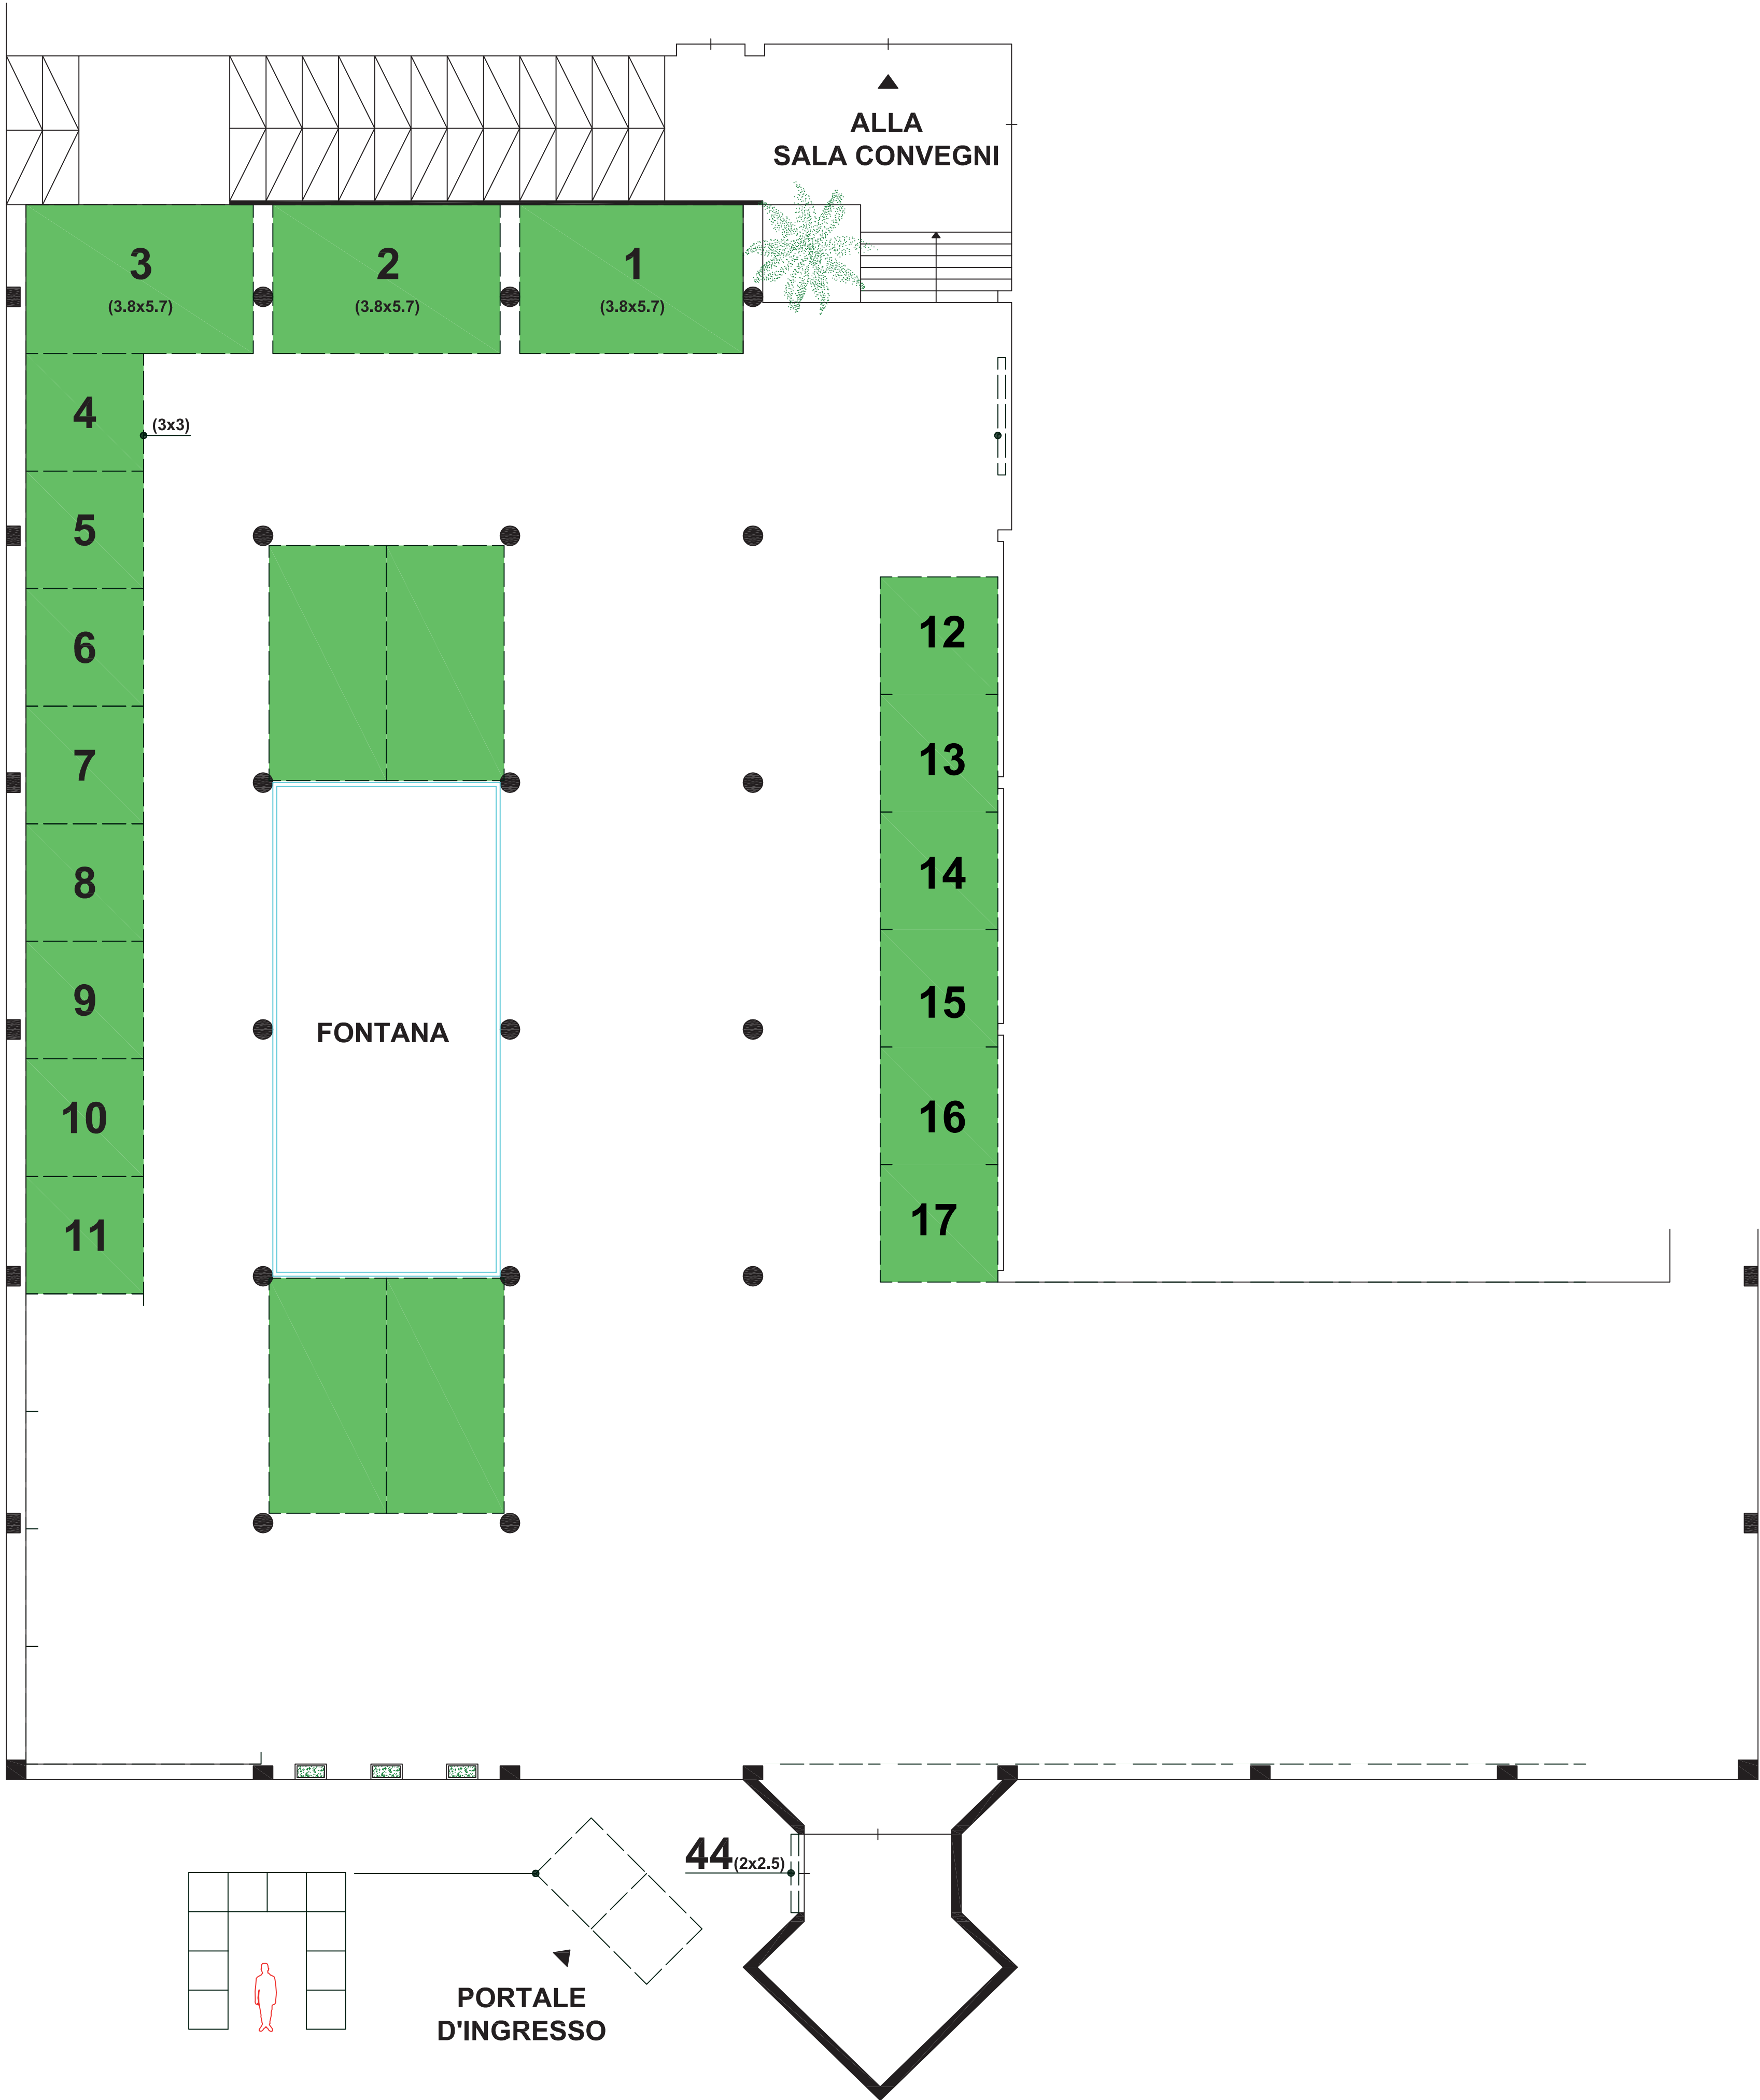 ALLA
SALA CONVEGNI
3
(3.8x5.7)
2
(3.8x5.7)
1
(3.8x5.7)
4
(3x3)
5
6
7
8
9
10
11
12
13
14
15
16
17
FONTANA
44(2x2.5)
PORTALE
D'INGRESSO